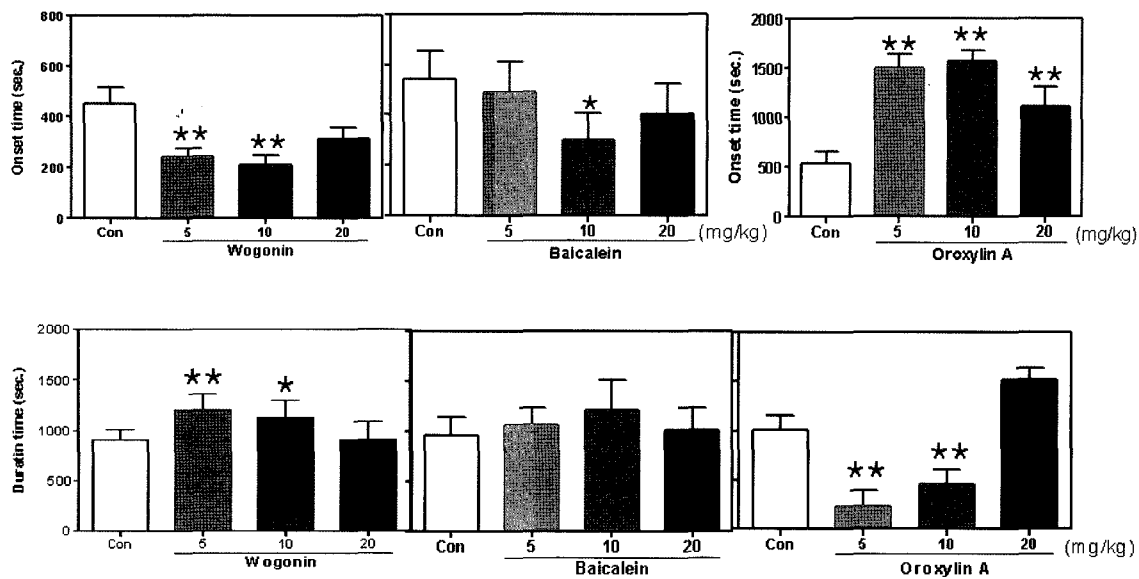 Onset time (sec.)
800
600
400
200
0
★★
★★
Con
5
10
20
Wogonin
★
Con
5
10
20
(mg/kg)
Baicalein
Onset time (sec.)
2000
1500
1000
500
0
★★
★★
★★
Con
5
10
20
(mg/kg)
Oroxylin A
Duratin time (sec.)
2000
1500
1000
500
0
★★
★
Con
5
10
20
Wogonin
Con
5
10
20
Baicalein
★★
★★
Con
5
10
20
(mg/kg)
Oroxylin A